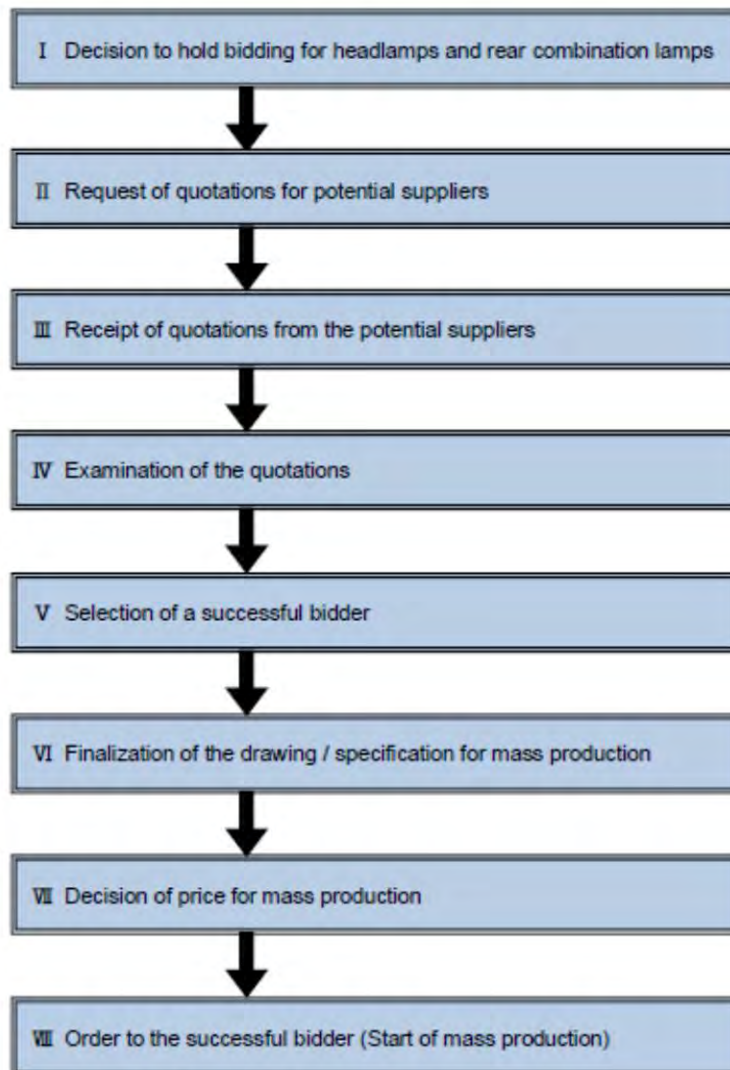 Ⅰ Decision to hold bidding for headlamps and rear combination lamps
Ⅱ Request of quotations for potential suppliers
Ⅲ Receipt of quotations from the potential suppliers
Ⅳ Examination of the quotations
Ⅴ Selection of a successful bidder
Ⅵ Finalization of the drawing / specification for mass production
Ⅶ Decision of price for mass production
Ⅷ Order to the successful bidder (Start of mass production)